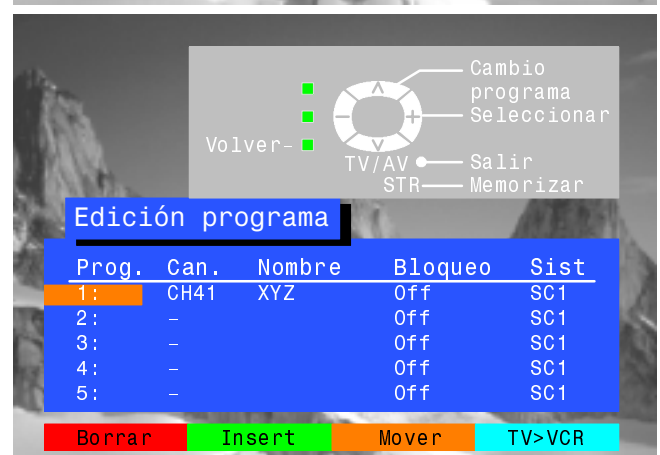 Cambio
programa
Seleccionar
Volver-
TV/AV
Salir
STR
Memorizar
Edición programa
Prog. Can. Nombre Bloqueo Sist
1: CH41 XYZ Off SC1
2: - Off SC1
3: - Off SC1
4: - Off SC1
5: - Off SC1
Borrar Insert Mover TV>VCR